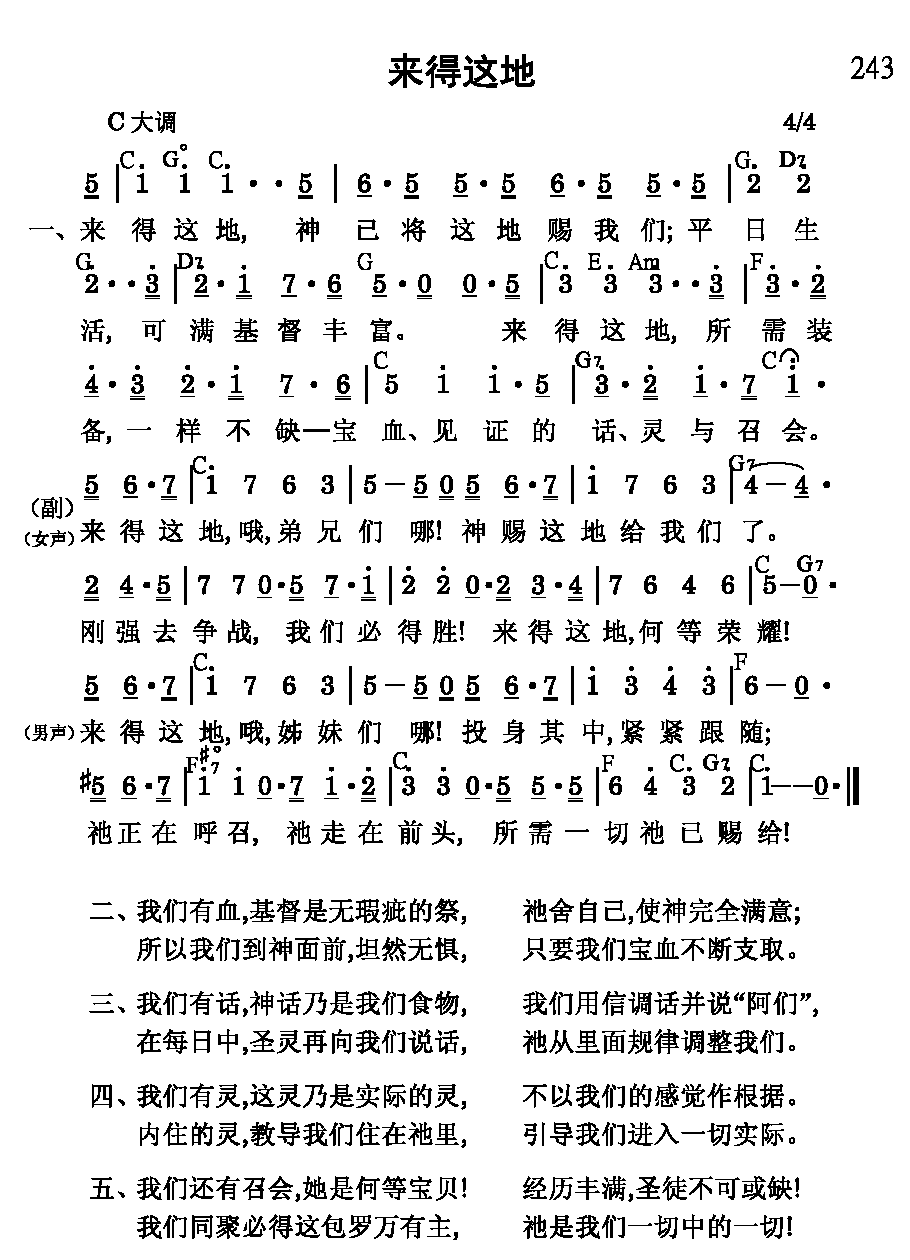 来得这地 243
C大调 4/4
C G° C G D7
5 | 1 1 1 · · 5 | 6 · 5 5 · 5 6 · 5 5 · 5 | 2 2
一、来得这地, 神已将这地赐我们; 平日生
G D7 G C E Am F
2 · · 3 | 2 · 1 7 · 6 5 · 0 0 · 5 | 3 3 3 · · 3 | 3 · 2
活, 可满基督丰富。 来得这地, 所需装
C G7 C
4 · 3 2 · 1 7 · 6 | 5 1 1 · 5 | 3 · 2 1 · 7 1 ·
备, 一样不缺—宝血、见证的话、灵与召会。
C G7
5 6 · 7 | 1 7 6 3 | 5 – 5 0 5 6 · 7 | 1 7 6 3 | 4 – 4 ·
(副)
(女声) 来得这地, 哦, 弟兄们哪! 神赐这地给我们了。
C G7
2 4 · 5 | 7 7 0 · 5 7 · 1 | 2 2 0 · 2 3 · 4 | 7 6 4 6 | 5 – 0 ·
刚强去争战, 我们必得胜! 来得这地, 何等荣耀!
C F
5 6 · 7 | 1 7 6 3 | 5 – 5 0 5 6 · 7 | 1 3 4 3 | 6 – 0 ·
(男声) 来得这地, 哦, 姊妹们哪! 投身其中, 紧紧跟随;
F#°7 C F C G7 C
#5 6 · 7 | 1 1 0 · 7 1 · 2 | 3 3 0 · 5 5 · 5 | 6 4 3 2 | 1 – – 0 · ‖
祂正在呼召, 祂走在前头, 所需一切祂已赐给!
二、我们有血,基督是无瑕疵的祭, 祂舍自己,使神完全满意;
所以我们到神面前,坦然无惧, 只要我们宝血不断支取。
三、我们有话,神话乃是我们食物, 我们用信调话并说“阿们”,
在每日中,圣灵再向我们说话, 祂从里面规律调整我们。
四、我们有灵,这灵乃是实际的灵, 不以我们的感觉作根据。
内住的灵,教导我们住在祂里, 引导我们进入一切实际。
五、我们还有召会,她是何等宝贝! 经历丰满,圣徒不可或缺!
我们同聚必得这包罗万有主, 祂是我们一切中的一切!